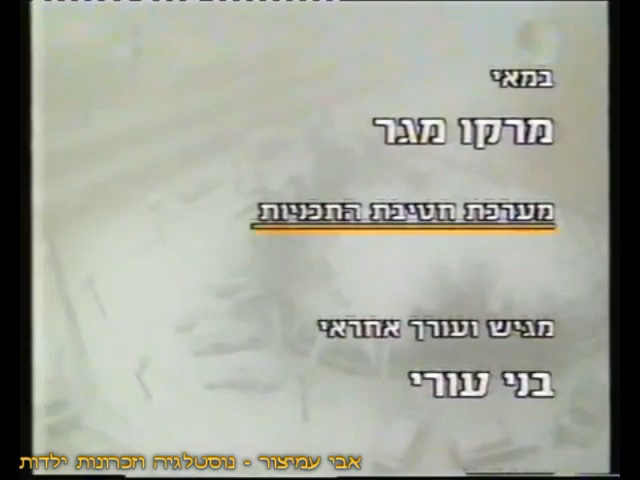 במאי
מרקו מגר
מערכת חטיבת התכניות
מגיש ועורך אחראי
בני עורי
אבי עמיצור - נוסטלגיה וזכרונות ילדות